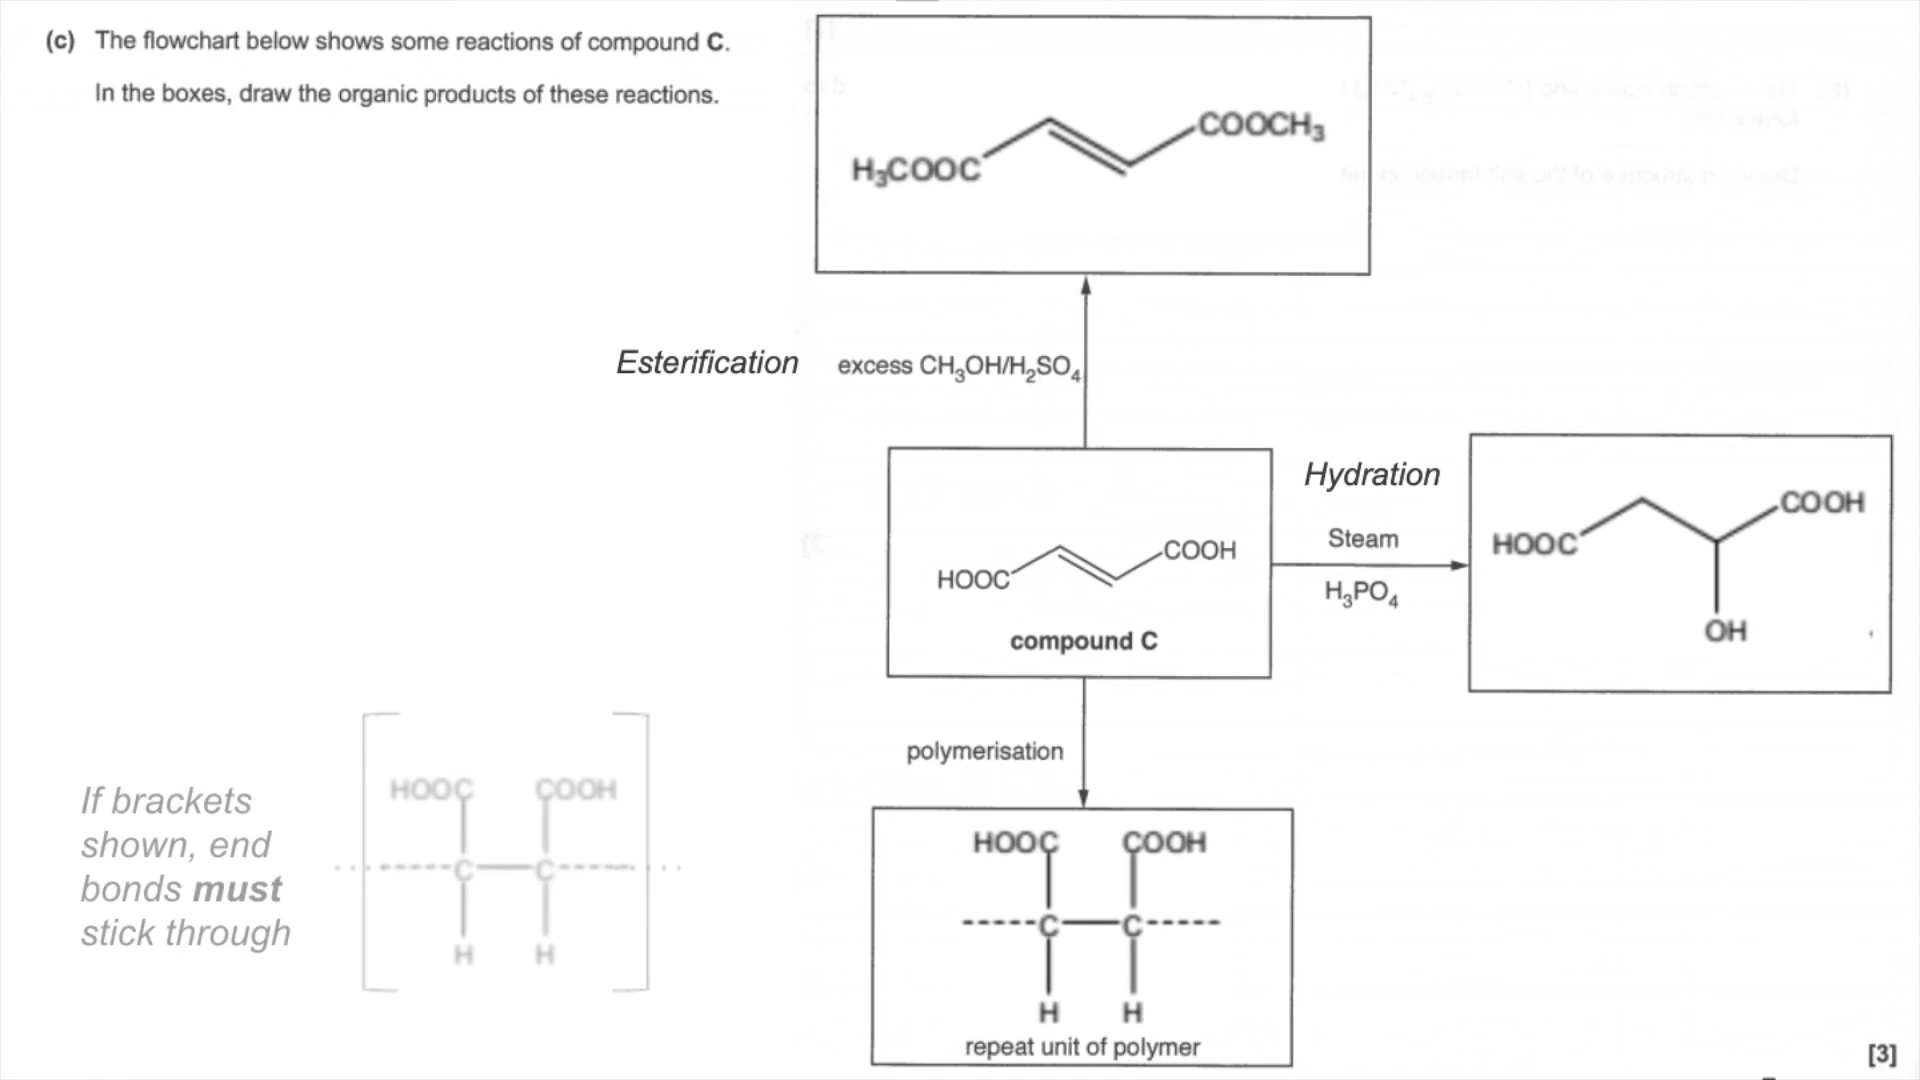 (c) The flowchart below shows some reactions of compound C.
In the boxes, draw the organic products of these reactions.
H₃COOC
COOCH₃
Esterification
excess CH₃OH/H₂SO₄
HOOC
COOH
compound C
Hydration
Steam
H₃PO₄
HOOC
COOH
OH
polymerisation
If brackets
shown, end
bonds must
stick through
HOOC COOH
C C
H H
HOOC COOH
C C
H H
repeat unit of polymer
[3]